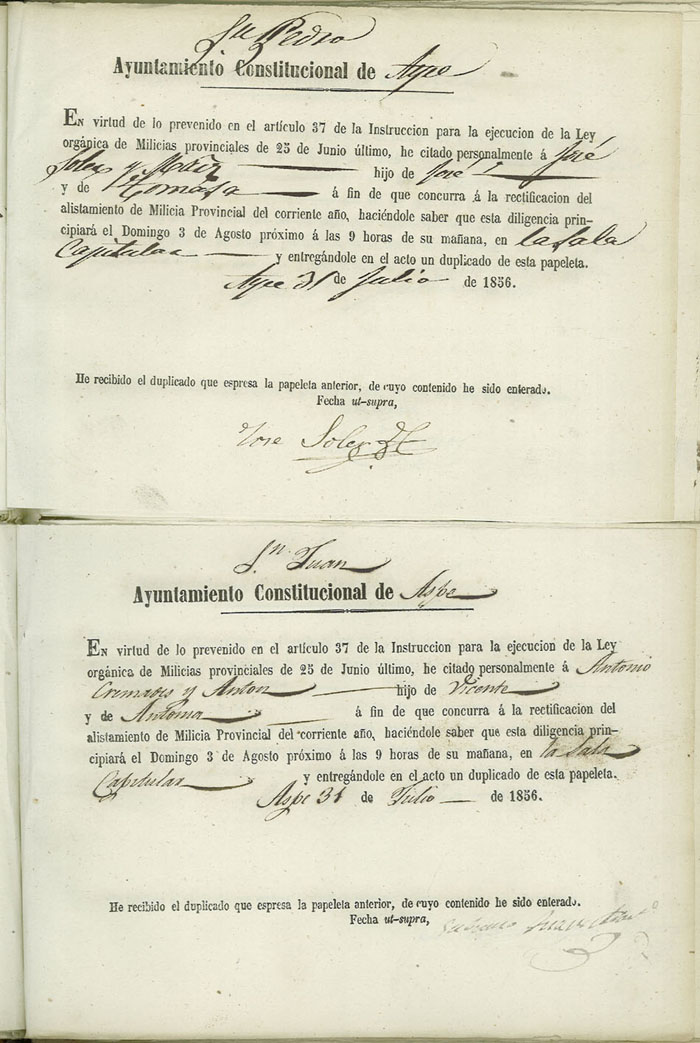 Sn Pedro
Ayuntamiento Constitucional de Aspe
En virtud de lo prevenido en el artículo 37 de la Instruccion para la ejecucion de la Ley
orgánica de Milicias provinciales de 25 de Junio último, he citado personalmente á José
Soler y hijo de José
y de Tomasa á fin de que concurra á la rectificacion del
alistamiento de Milicia Provincial del corriente año, haciéndole saber que esta diligencia prin-
cipiará el Domingo 3 de Agosto próximo á las 9 horas de su mañana, en la Sala
Capitular y entregándole en el acto un duplicado de esta papeleta.
Aspe 31 de Julio de 1856.
He recibido el duplicado que espresa la papeleta anterior, de cuyo contenido he sido enterado.
Fecha ut-supra,
Jose Soler
Sn Juan
Ayuntamiento Constitucional de Aspe
En virtud de lo prevenido en el artículo 37 de la Instruccion para la ejecucion de la Ley
orgánica de Milicias provinciales de 25 de Junio último, he citado personalmente á Antonio
Cremades y Anton hijo de Vicente
y de Antonia á fin de que concurra á la rectificacion del
alistamiento de Milicia Provincial del corriente año, haciéndole saber que esta diligencia prin-
cipiará el Domingo 3 de Agosto próximo á las 9 horas de su mañana, en la Sala
Capitular y entregándole en el acto un duplicado de esta papeleta.
Aspe 31 de Julio de 1856.
He recibido el duplicado que espresa la papeleta anterior, de cuyo contenido he sido enterado.
Fecha ut-supra,